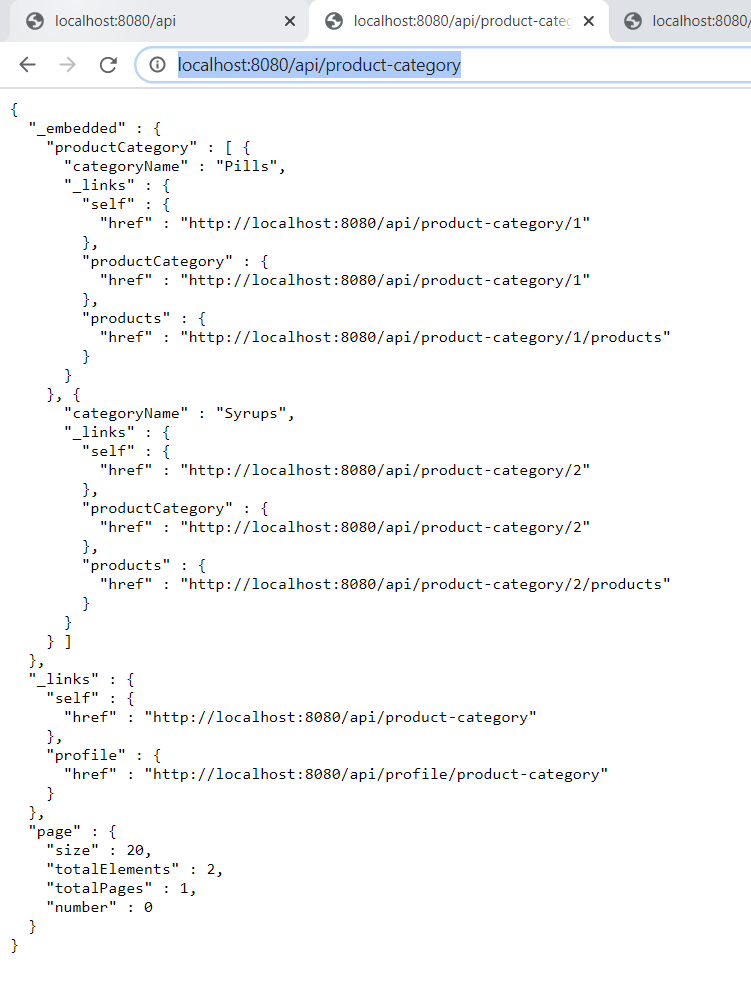 localhost:8080/api
localhost:8080/api/product-categ
localhost:8080/
localhost:8080/api/product-category
{
  "_embedded" : {
    "productCategory" : [ {
      "categoryName" : "Pills",
      "_links" : {
        "self" : {
          "href" : "http://localhost:8080/api/product-category/1"
        },
        "productCategory" : {
          "href" : "http://localhost:8080/api/product-category/1"
        },
        "products" : {
          "href" : "http://localhost:8080/api/product-category/1/products"
        }
      }
    }, {
      "categoryName" : "Syrups",
      "_links" : {
        "self" : {
          "href" : "http://localhost:8080/api/product-category/2"
        },
        "productCategory" : {
          "href" : "http://localhost:8080/api/product-category/2"
        },
        "products" : {
          "href" : "http://localhost:8080/api/product-category/2/products"
        }
      }
    } ]
  },
  "_links" : {
    "self" : {
      "href" : "http://localhost:8080/api/product-category"
    },
    "profile" : {
      "href" : "http://localhost:8080/api/profile/product-category"
    }
  },
  "page" : {
    "size" : 20,
    "totalElements" : 2,
    "totalPages" : 1,
    "number" : 0
  }
}